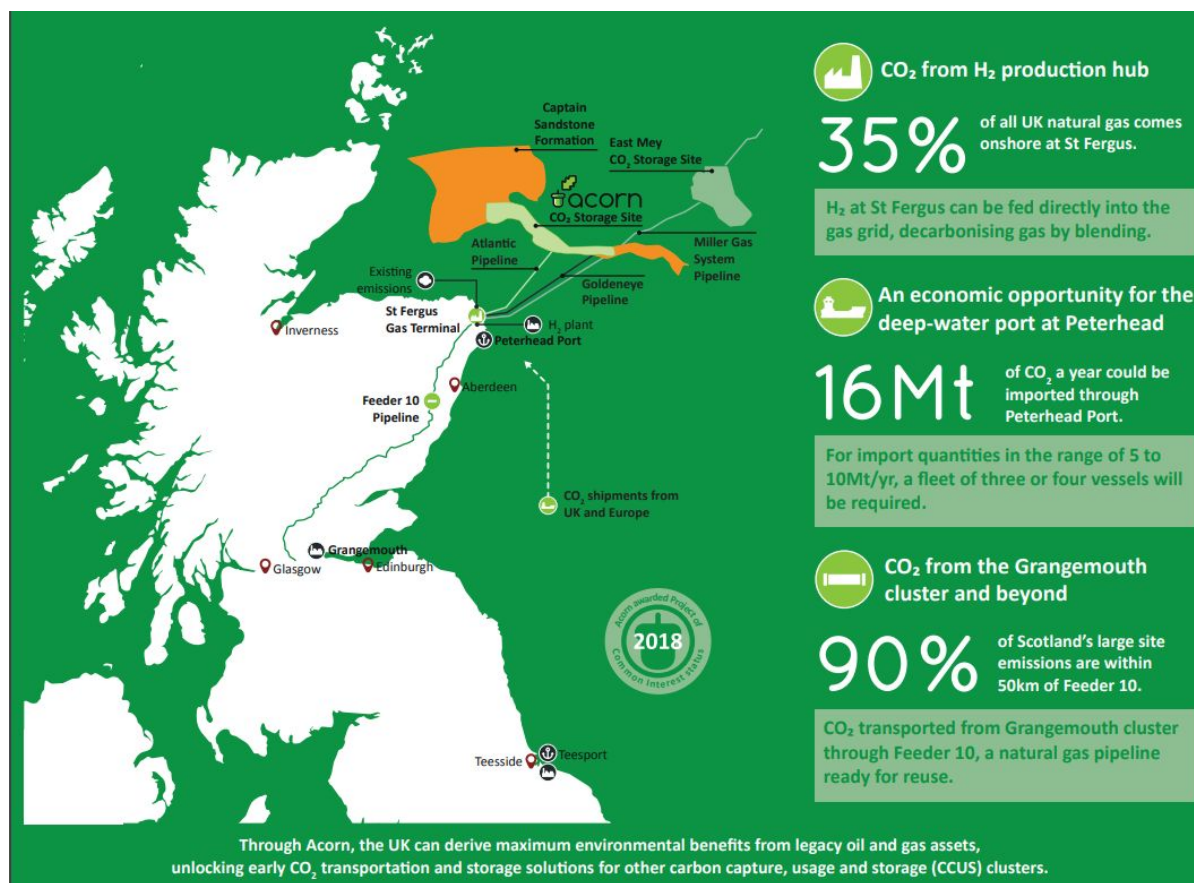 Captain
Sandstone
Formation
East Mey
CO₂ Storage Site
acorn
CO₂ Storage Site
Atlantic
Pipeline
Miller Gas
System
Pipeline
Goldeneye
Pipeline
Existing
emissions
St Fergus
Gas Terminal
H₂ plant
Peterhead Port
Inverness
Aberdeen
Feeder 10
Pipeline
CO₂ shipments from
UK and Europe
Grangemouth
Glasgow
Edinburgh
Acorn awarded Project of
2018
Common Interest status
Teesside
Teesport
CO₂ from H₂ production hub
35%
of all UK natural gas comes
onshore at St Fergus.
H₂ at St Fergus can be fed directly into the
gas grid, decarbonising gas by blending.
An economic opportunity for the
deep-water port at Peterhead
16Mt
of CO₂ a year could be
imported through
Peterhead Port.
For import quantities in the range of 5 to
10Mt/yr, a fleet of three or four vessels will
be required.
CO₂ from the Grangemouth
cluster and beyond
90%
of Scotland's large site
emissions are within
50km of Feeder 10.
CO₂ transported from Grangemouth cluster
through Feeder 10, a natural gas pipeline
ready for reuse.
Through Acorn, the UK can derive maximum environmental benefits from legacy oil and gas assets,
unlocking early CO₂ transportation and storage solutions for other carbon capture, usage and storage (CCUS) clusters.